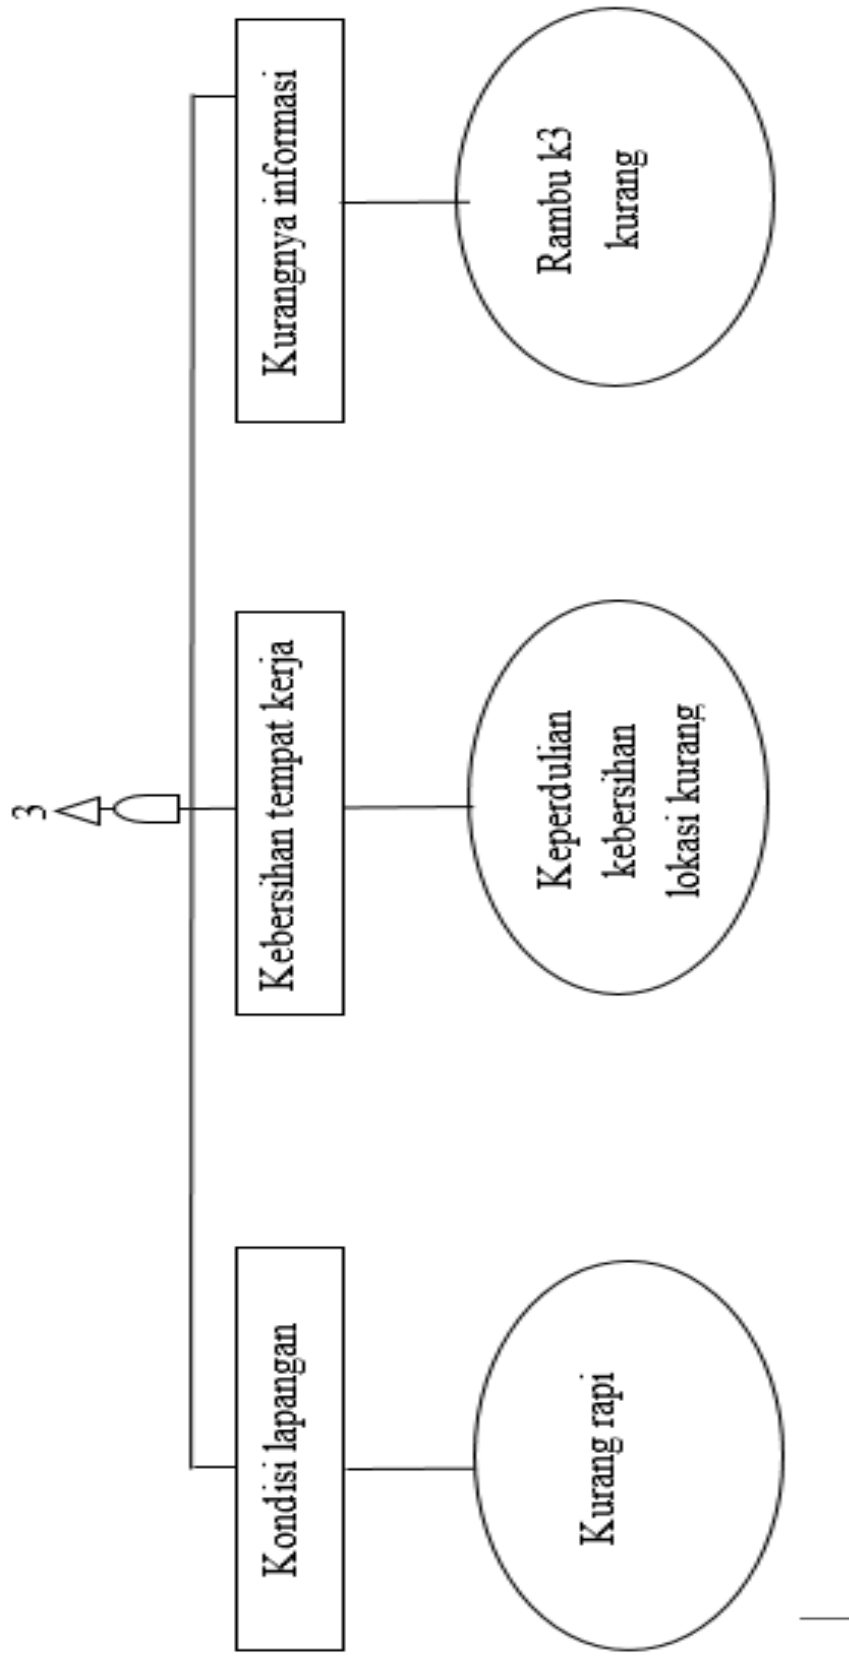 3
Kondisi lapangan
Kebersihan tempat kerja
Kurangnya informasi
Kurang rapi
Keperdulian
kebersihan
lokasi kurang
Rambu k3
kurang